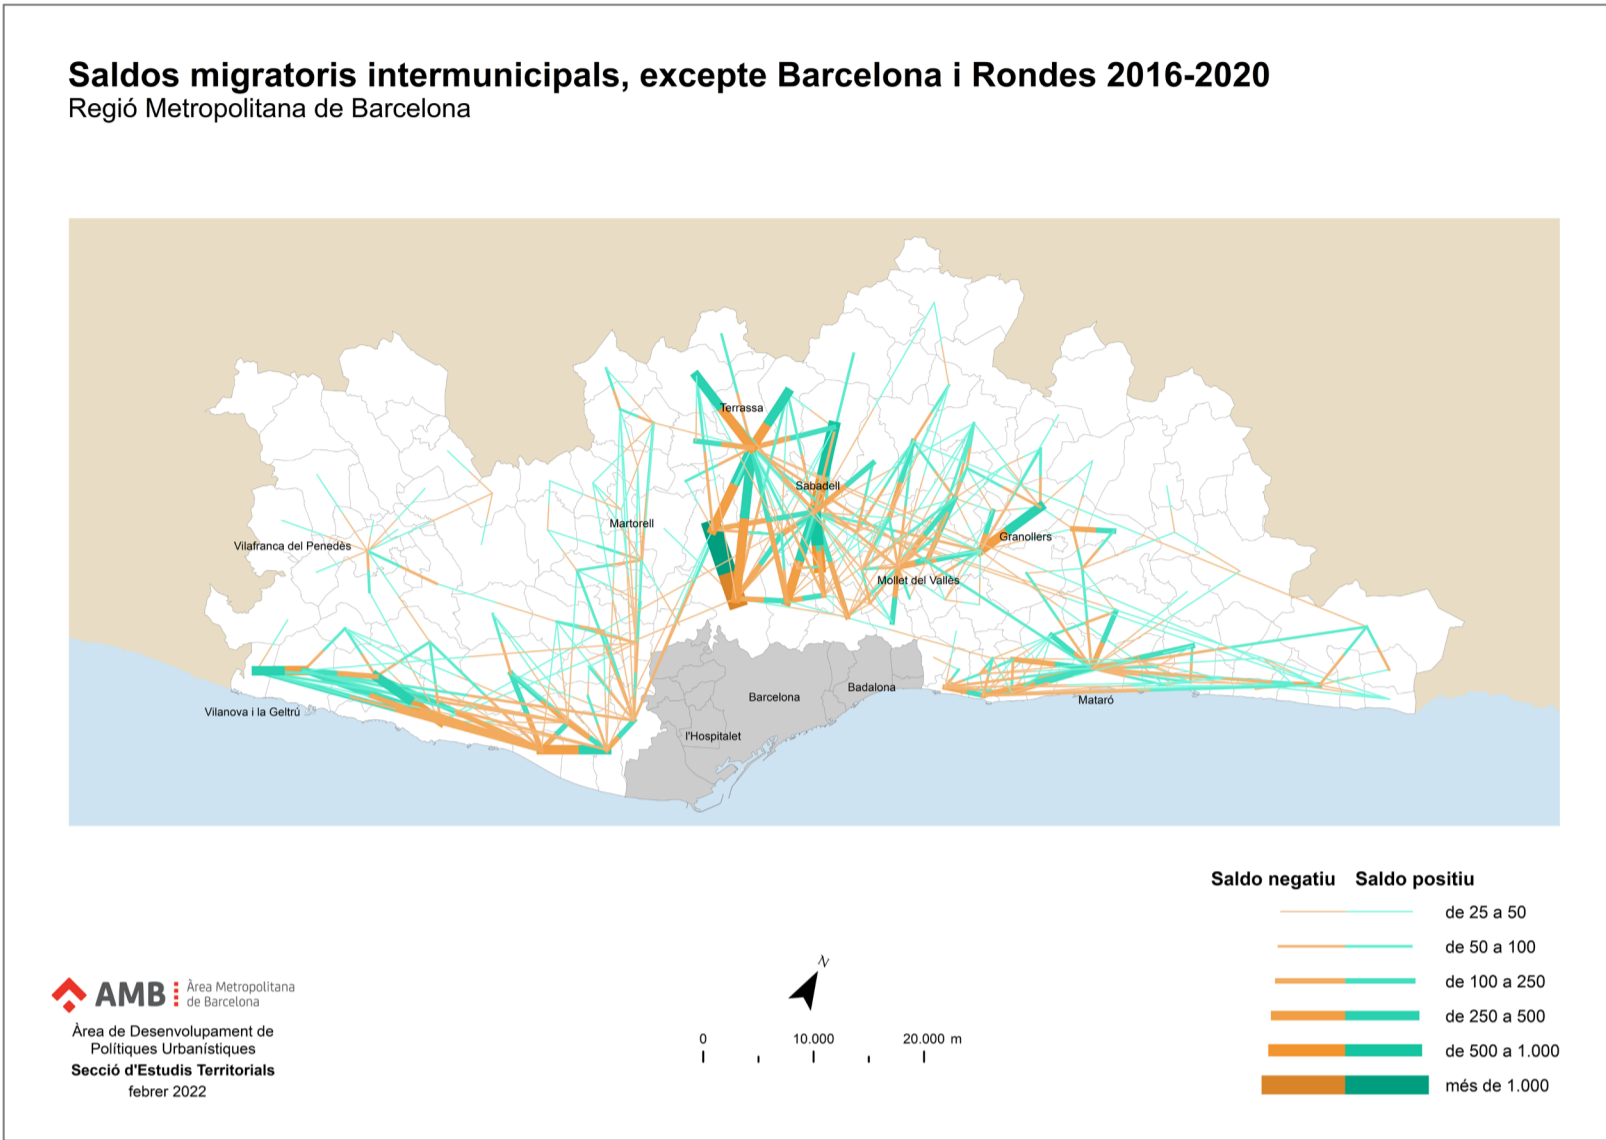 Saldos migratoris intermunicipals, excepte Barcelona i Rondes 2016-2020
Regió Metropolitana de Barcelona
Terrassa
Sabadell
Martorell
Granollers
Vilafranca del Penedès
Mollet del Vallès
Badalona
Barcelona
Mataró
Vilanova i la Geltrú
l'Hospitalet
Saldo negatiu Saldo positiu
de 25 a 50
de 50 a 100
de 100 a 250
de 250 a 500
de 500 a 1.000
més de 1.000
N
0 10.000 20.000 m
AMB
Àrea Metropolitana
de Barcelona
Àrea de Desenvolupament de
Polítiques Urbanístiques
Secció d'Estudis Territorials
febrer 2022